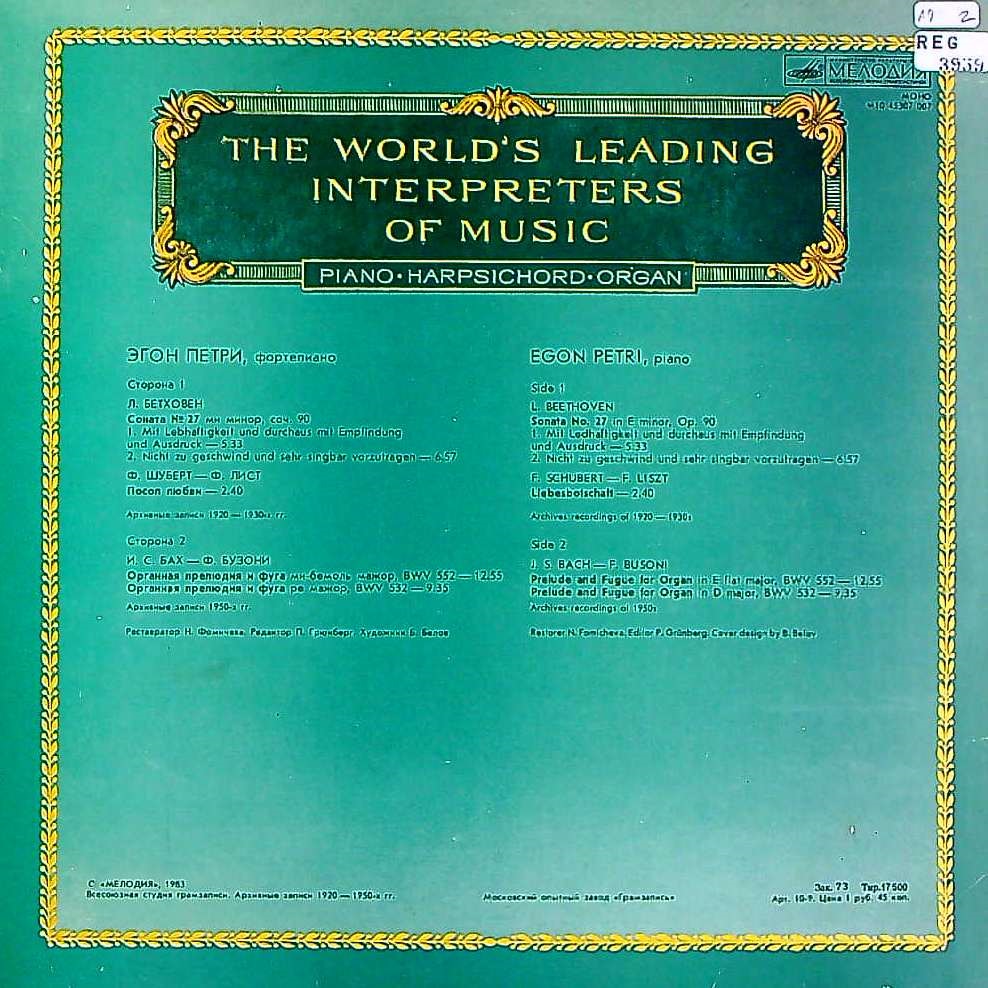 M 2
REG
3959
МЕЛОДИЯ
МОНО
М10 45307 007
THE WORLD'S LEADING
INTERPRETERS
OF MUSIC
PIANO·HARPSICHORD·ORGAN
ЭГОН ПЕТРИ, фортепиано
Сторона 1
Л. БЕТХОВЕН
Соната № 27 ми минор, соч. 90
1. Mit Lebhaftigkeit und durchaus mit Empfindung
und Ausdruck — 5.33
2. Nicht zu geschwind und sehr singbar vorzutragen — 6.57
Ф. ШУБЕРТ — Ф. ЛИСТ
Посол любви — 2.40
Архивные записи 1920 — 1930-х гг.
Сторона 2
И. С. БАХ — Ф. БУЗОНИ
Органная прелюдия и фуга ми-бемоль мажор, BWV 552 — 12.55
Органная прелюдия и фуга ре мажор, BWV 532 — 9.35
Архивные записи 1950-х гг.
Реставратор Н. Фомичева. Редактор П. Грюнберг. Художник Б. Белов
EGON PETRI, piano
Side 1
L. BEETHOVEN
Sonata No. 27 in E minor, Op. 90
1. Mit Ledhaftigkeit und durchaus mit Empfindung
und Ausdruck — 5.33
2. Nicht zu geschwind und sehr singbar vorzutragen — 6.57
F. SCHUBERT — F. LISZT
Liebesbotschaft — 2.40
Archives recordings of 1920 — 1930s
Side 2
J. S. BACH — F. BUSONI
Prelude and Fugue for Organ in E flat major, BWV 552 — 12.55
Prelude and Fugue for Organ in D major, BWV 532 — 9.35
Archives recordings of 1950s
Restorer N. Fomicheva. Editor P. Grünberg. Cover design by B. Belov
С «МЕЛОДИЯ», 1983
Всесоюзная студия грамзаписи. Архивные записи 1920 — 1950-х гг.
Московский опытный завод «Грамзапись»
Зак. 73 Тир. 17500
Арт. 10-9. Цена 1 руб. 45 коп.